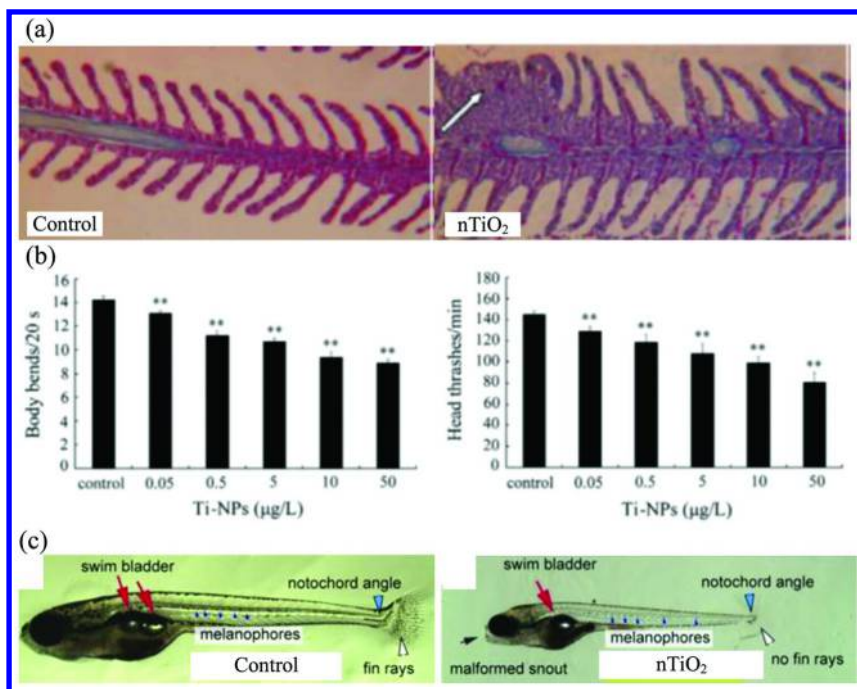 (a)
Control
nTiO₂
(b)
16
14
12
10
8
6
4
2
0
Body bends/20 s
**
**
**
**
**
control
0.05
0.5
5
10
50
Ti-NPs (μg/L)
180
160
140
120
100
80
60
40
20
0
Head thrashes/min
**
**
**
**
**
control
0.05
0.5
5
10
50
Ti-NPs (μg/L)
(c)
swim bladder
notochord angle
melanophores
Control
fin rays
swim bladder
notochord angle
melanophores
malformed snout
nTiO₂
no fin rays